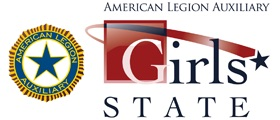 AMERICAN LEGION AUXILIARY
AMERICAN LEGION
AUXILIARY
Girls
STATE